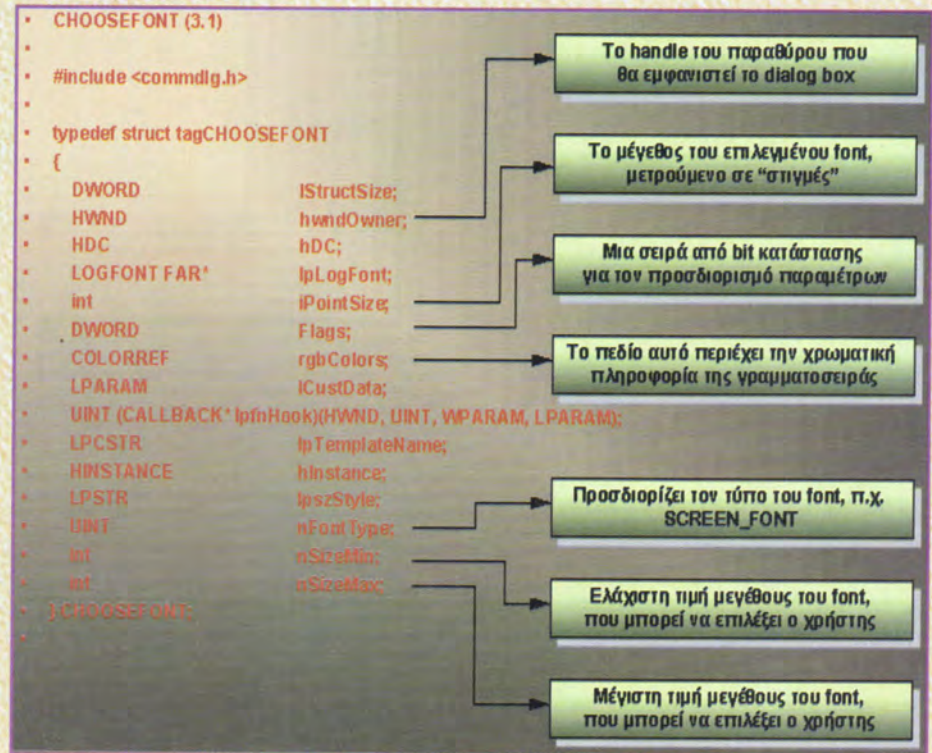 CHOOSEFONT (3.1)
#include <commdlg.h>
typedef struct tagCHOOSEFONT
{
DWORD lStructSize;
HWND hwndOwner;
HDC hDC;
LOGFONT FAR* lpLogFont;
int iPointSize;
DWORD Flags;
COLORREF rgbColors;
LPARAM lCustData;
UINT (CALLBACK* lpfnHook)(HWND, UINT, WPARAM, LPARAM);
LPCSTR lpTemplateName;
HINSTANCE hInstance;
LPSTR lpszStyle;
UINT nFontType;
int nSizeMin;
int nSizeMax;
} CHOOSEFONT;
Το handle του παραθύρου που
θα εμφανιστεί το dialog box
Το μέγεθος του επιλεγμένου font,
μετρούμενο σε “στιγμές”
Μια σειρά από bit κατάστασης
για τον προσδιορισμό παραμέτρων
Το πεδίο αυτό περιέχει την χρωματική
πληροφορία της γραμματοσειράς
Προσδιορίζει τον τύπο του font, π.χ.
SCREEN_FONT
Ελάχιστη τιμή μεγέθους του font,
που μπορεί να επιλέξει ο χρήστης
Μέγιστη τιμή μεγέθους του font,
που μπορεί να επιλέξει ο χρήστης